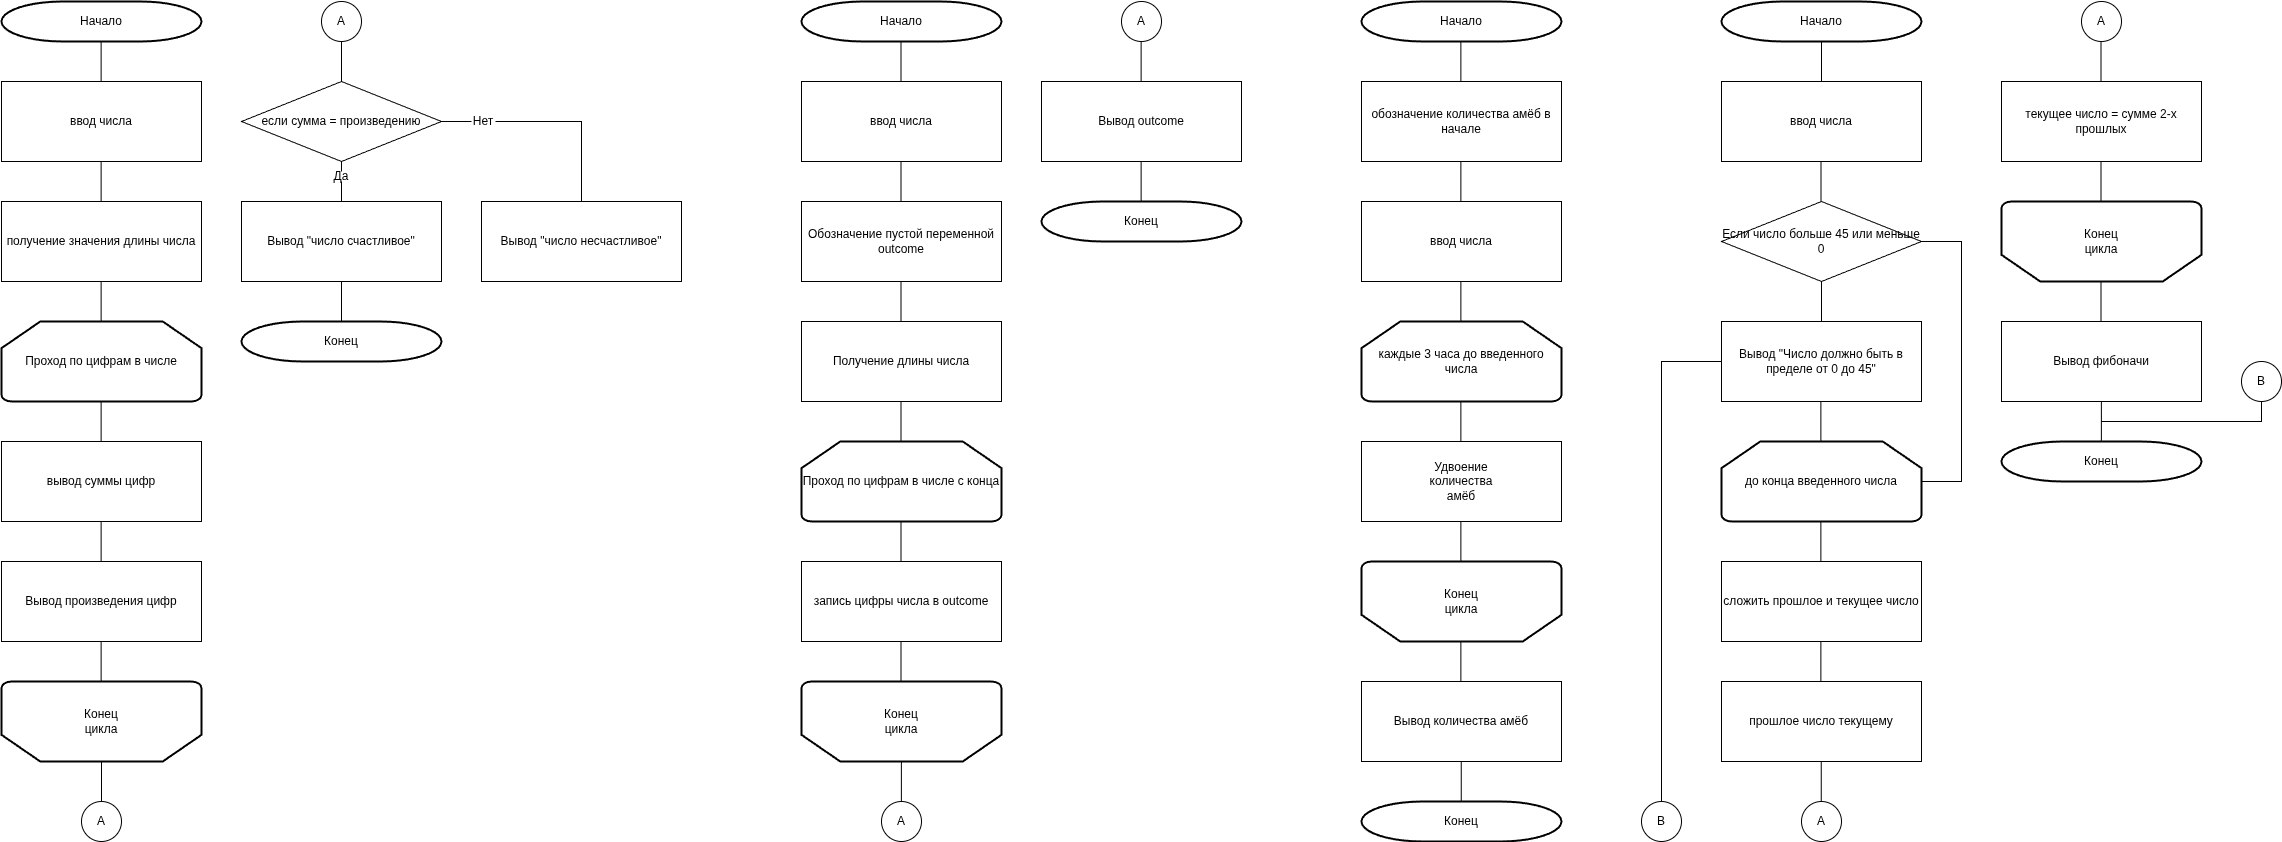 Начало
ввод числа
получение значения длины числа
Проход по цифрам в числе
вывод суммы цифр
Вывод произведения цифр
Конец
цикла
A
A
если сумма = произведению
Нет
Да
Вывод "число счастливое"
Вывод "число несчастливое"
Конец
Начало
ввод числа
Обозначение пустой переменной
outcome
Получение длины числа
Проход по цифрам в числе с конца
запись цифры числа в outcome
Конец
цикла
A
A
Вывод outcome
Конец
Начало
обозначение количества амёб в
начале
ввод числа
каждые 3 часа до введенного
числа
Удвоение
количества
амёб
Конец
цикла
Вывод количества амёб
Конец
Начало
ввод числа
Если число больше 45 или меньше
0
Вывод "Число должно быть в
пределе от 0 до 45"
до конца введенного числа
сложить прошлое и текущее число
прошлое число текущему
B
A
A
текущее число = сумме 2-х
прошлых
Конец
цикла
Вывод фибоначи
B
Конец